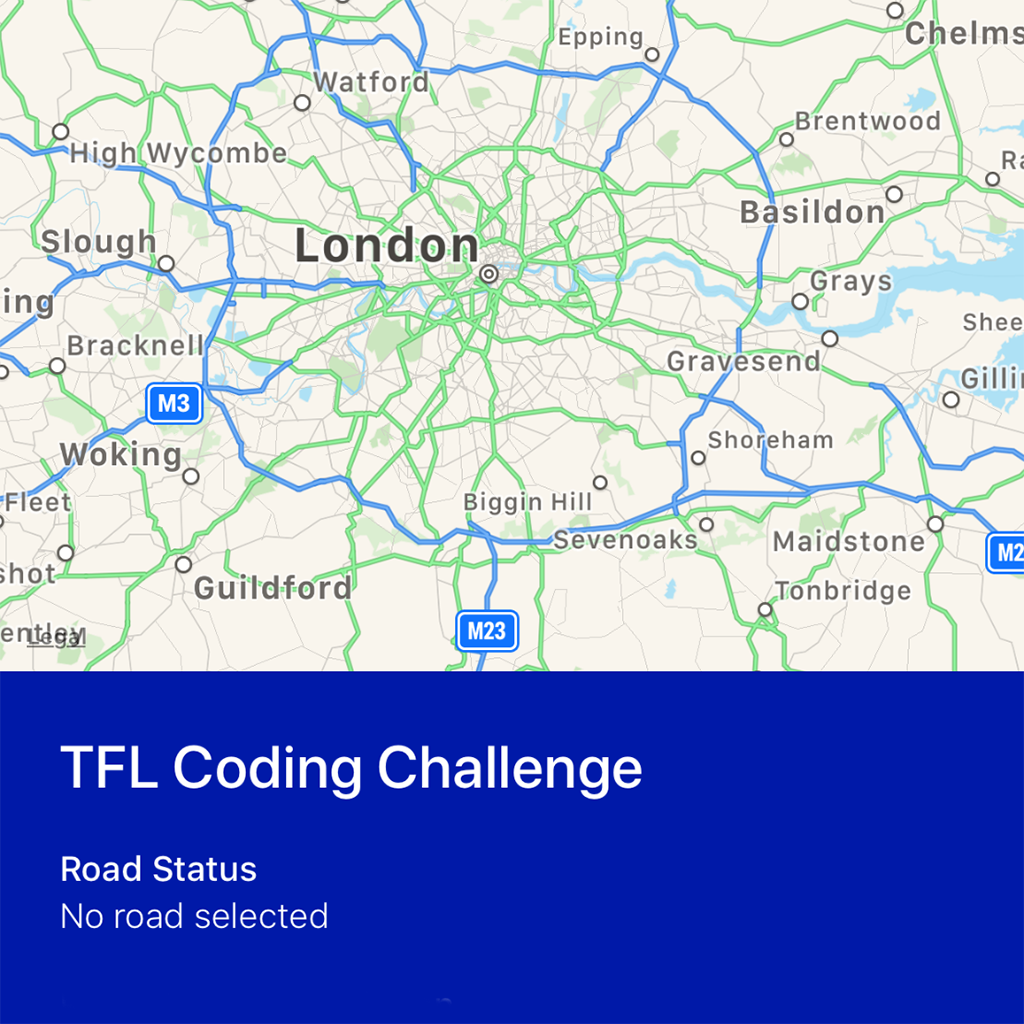 Epping
Chelms
Watford
Brentwood
High Wycombe
Ra
Basildon
London
Slough
Grays
ing
Shee
Bracknell
Gravesend
Gillin
M3
Shoreham
Woking
Fleet
Biggin Hill
Sevenoaks
Maidstone
M2
shot
Guildford
Tonbridge
entley
Legal
M23
TFL Coding Challenge
Road Status
No road selected